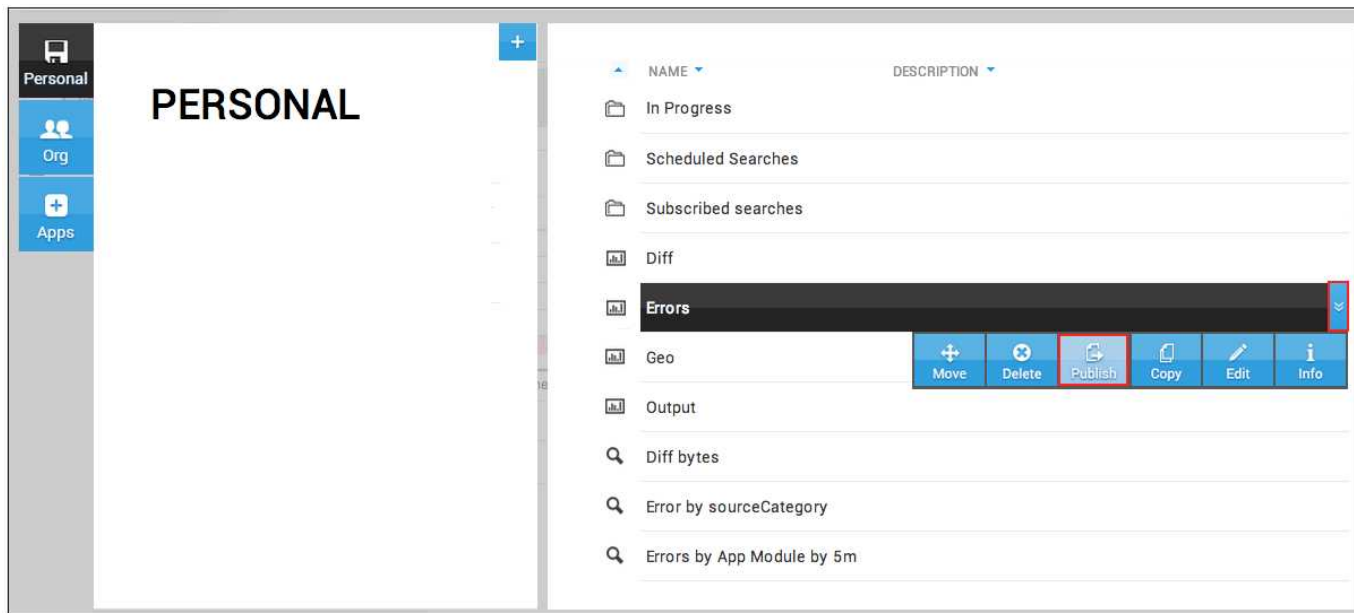 Personal
Org
Apps
+
PERSONAL
NAME DESCRIPTION
In Progress
Scheduled Searches
Subscribed searches
Diff
Errors
Geo
Move Delete Publish Copy Edit Info
Output
Diff bytes
Error by sourceCategory
Errors by App Module by 5m